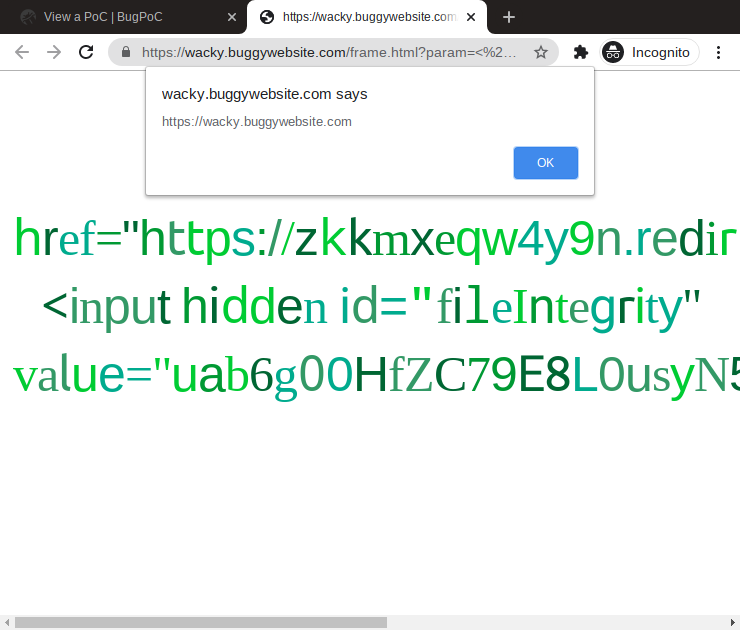 View a PoC | BugPoC
https://wacky.buggywebsite.com
https://wacky.buggywebsite.com/frame.html?param=<%2...
Incognito
wacky.buggywebsite.com says
https://wacky.buggywebsite.com
OK
href="https://zkkmxeqw4y9n.redir
<input hidden id="fileIntegrity"
value="uab6g00HfZC79E8L0usyN5